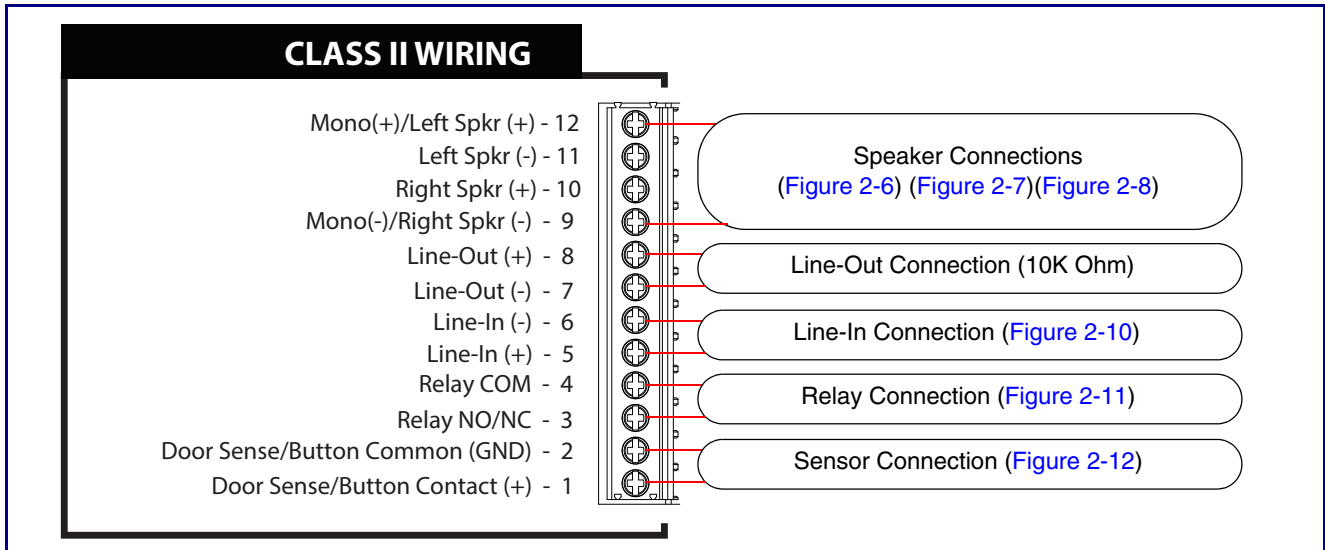 CLASS II WIRING
Mono(+)/Left Spkr (+) - 12
Left Spkr (-) - 11
Right Spkr (+) - 10
Mono(-)/Right Spkr (-) - 9
Line-Out (+) - 8
Line-Out (-) - 7
Line-In (-) - 6
Line-In (+) - 5
Relay COM - 4
Relay NO/NC - 3
Door Sense/Button Common (GND) - 2
Door Sense/Button Contact (+) - 1
Speaker Connections
(Figure 2-6) (Figure 2-7)(Figure 2-8)
Line-Out Connection (10K Ohm)
Line-In Connection (Figure 2-10)
Relay Connection (Figure 2-11)
Sensor Connection (Figure 2-12)